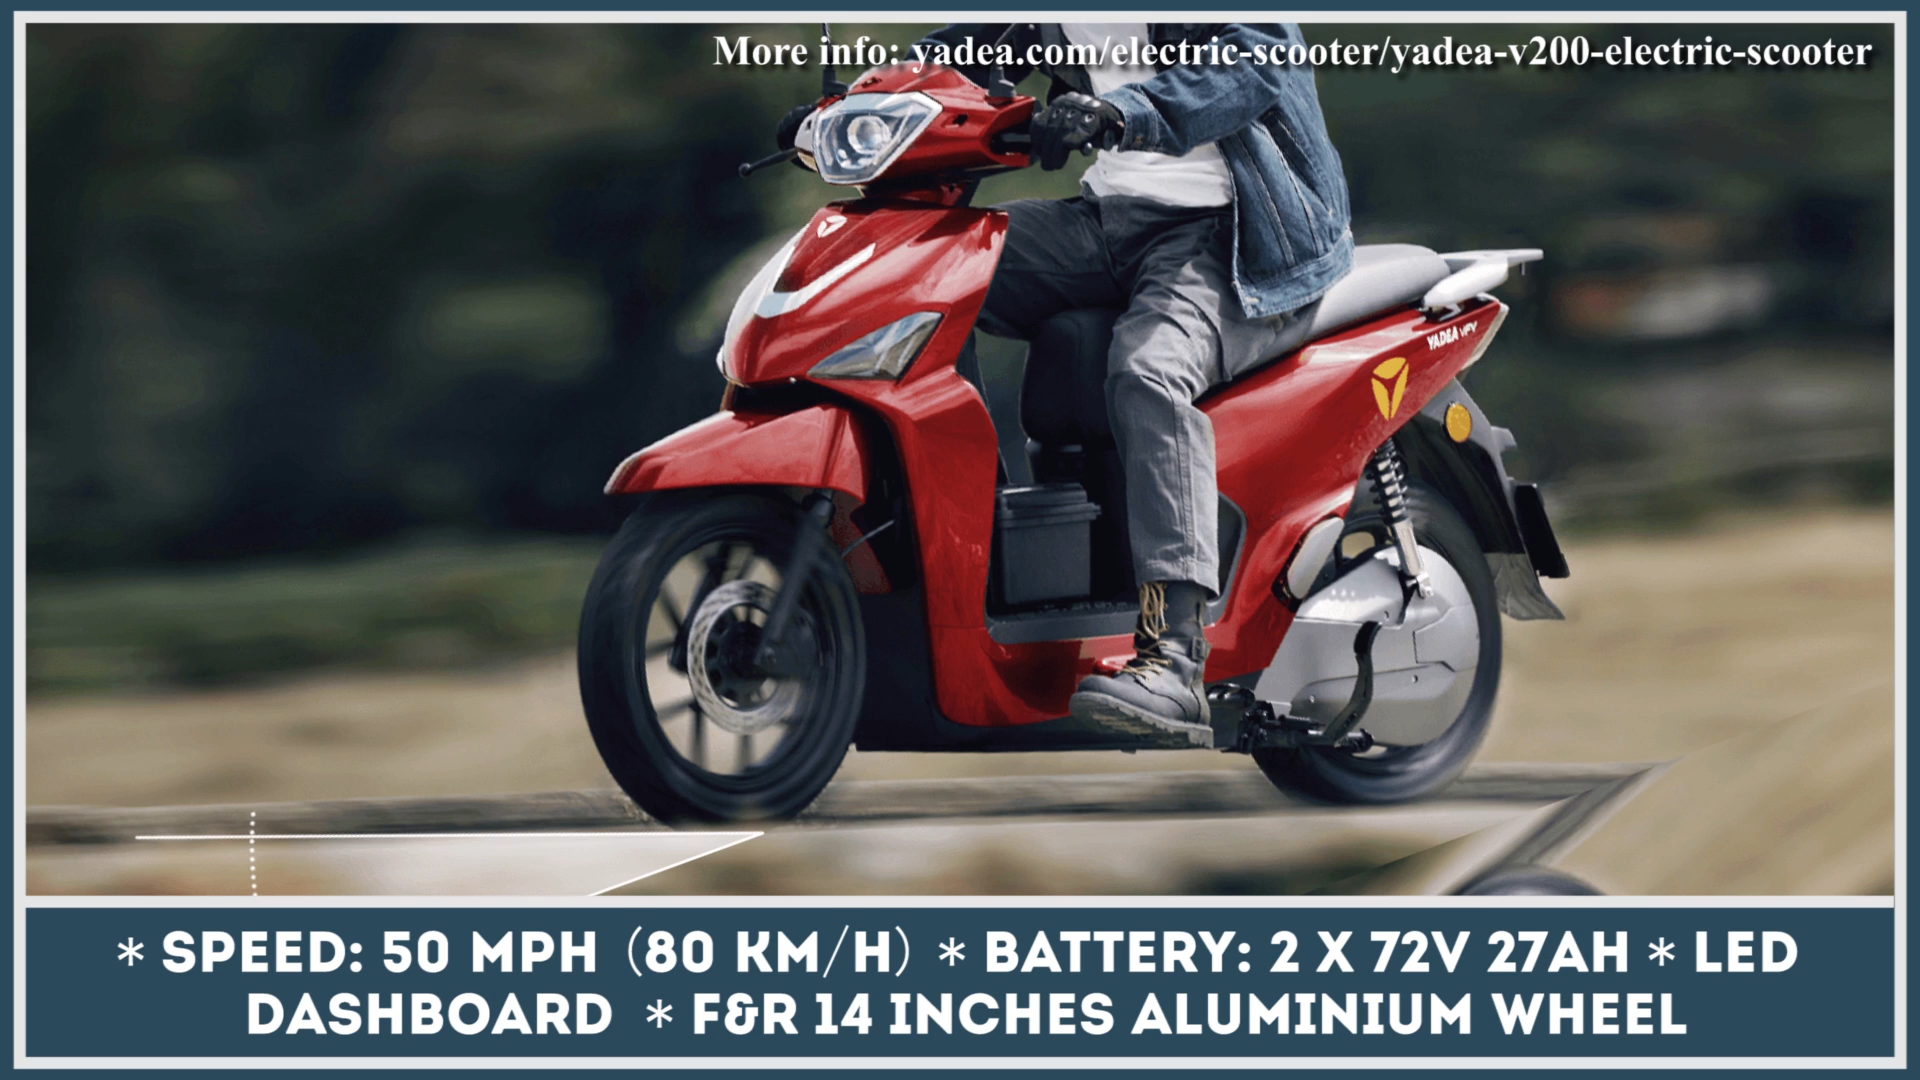 More info: yadea.com/electric-scooter/yadea-v200-electric-scooter
YADEA
* SPEED: 50 MPH (80 KM/H) * BATTERY: 2 X 72V 27AH * LED
DASHBOARD * F&R 14 INCHES ALUMINIUM WHEEL